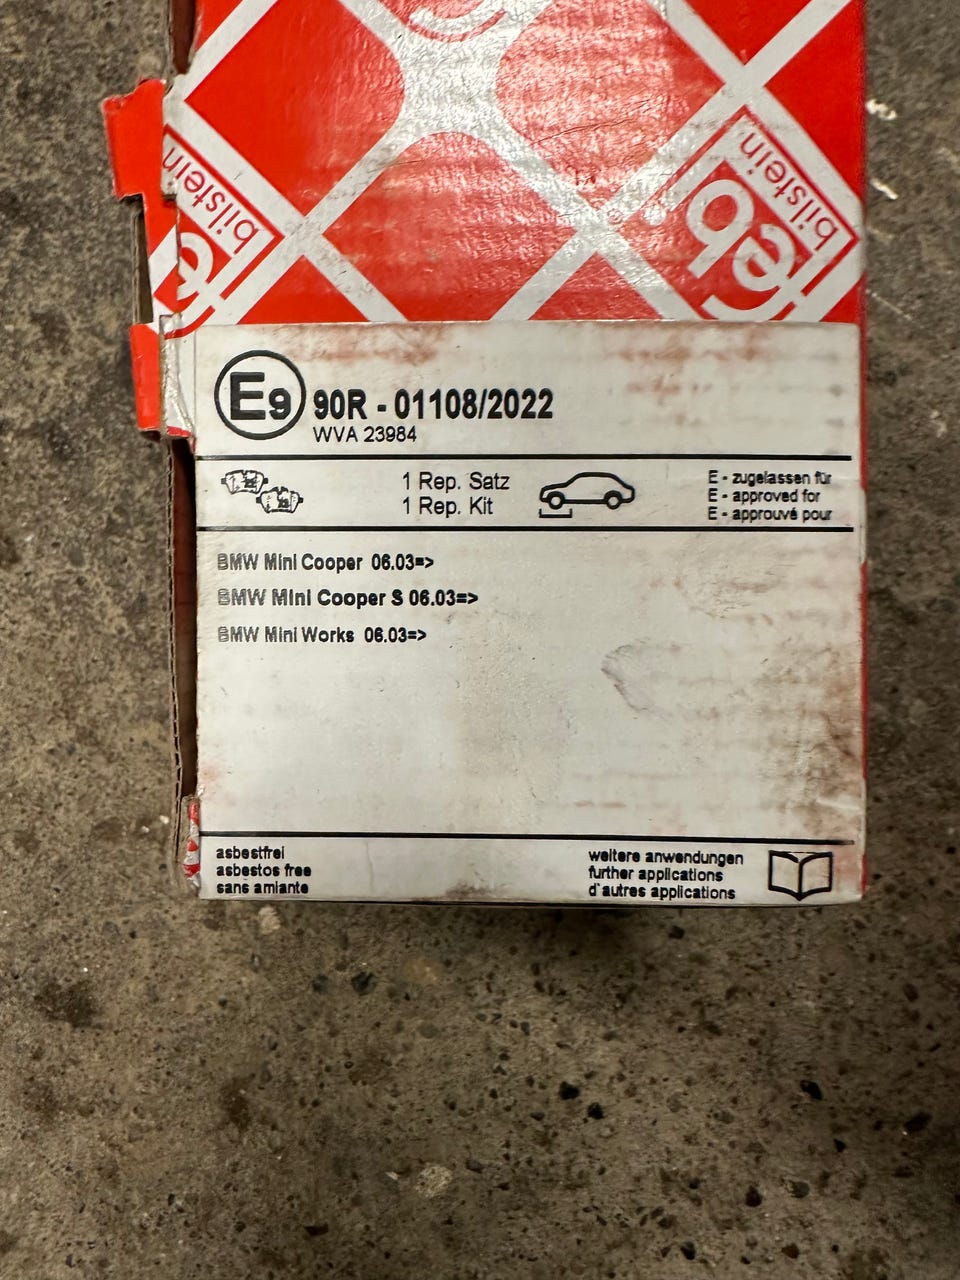 bilstein
feb
bilstein
E9 90R - 01108/2022
WVA 23984
1 Rep. Satz
1 Rep. Kit
E - zugelassen für
E - approved for
E - approuvé pour
BMW Mini Cooper 06.03=>
BMW Mini Cooper S 06.03=>
BMW Mini Works 06.03=>
asbestfrei
asbestos free
sans amiante
weitere anwendungen
further applications
d'autres applications